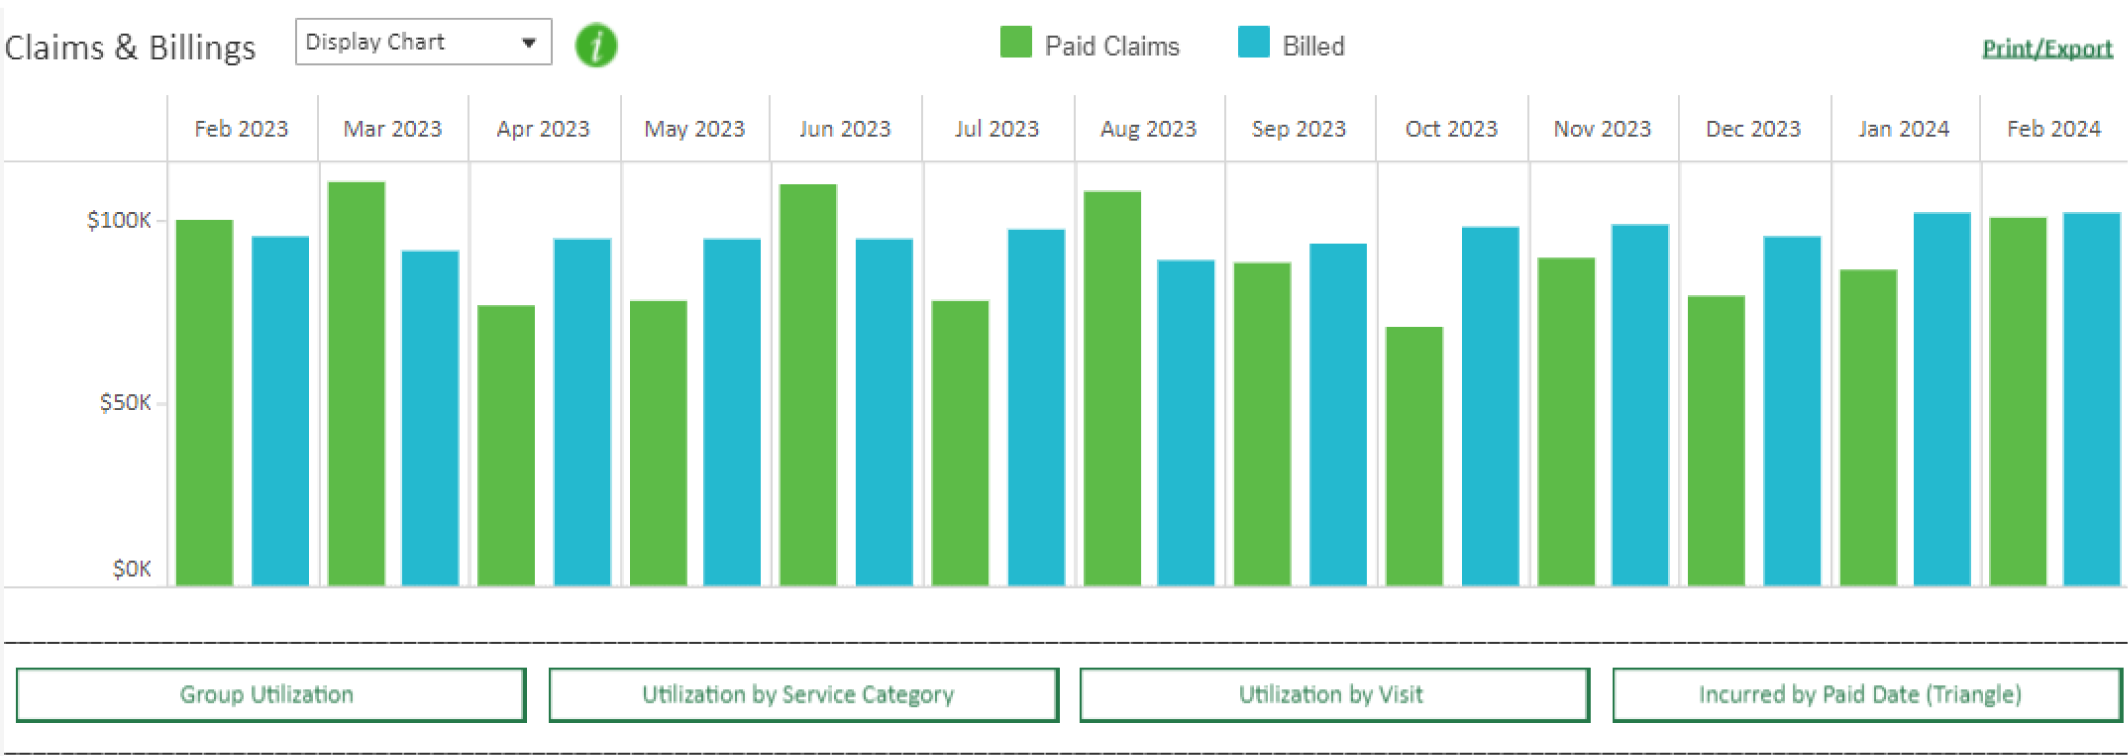 Claims & Billings
Display Chart
i
Paid Claims
Billed
Print/Export
Feb 2023 Mar 2023 Apr 2023 May 2023 Jun 2023 Jul 2023 Aug 2023 Sep 2023 Oct 2023 Nov 2023 Dec 2023 Jan 2024 Feb 2024
$100K
$50K
$0K
Group Utilization
Utilization by Service Category
Utilization by Visit
Incurred by Paid Date (Triangle)